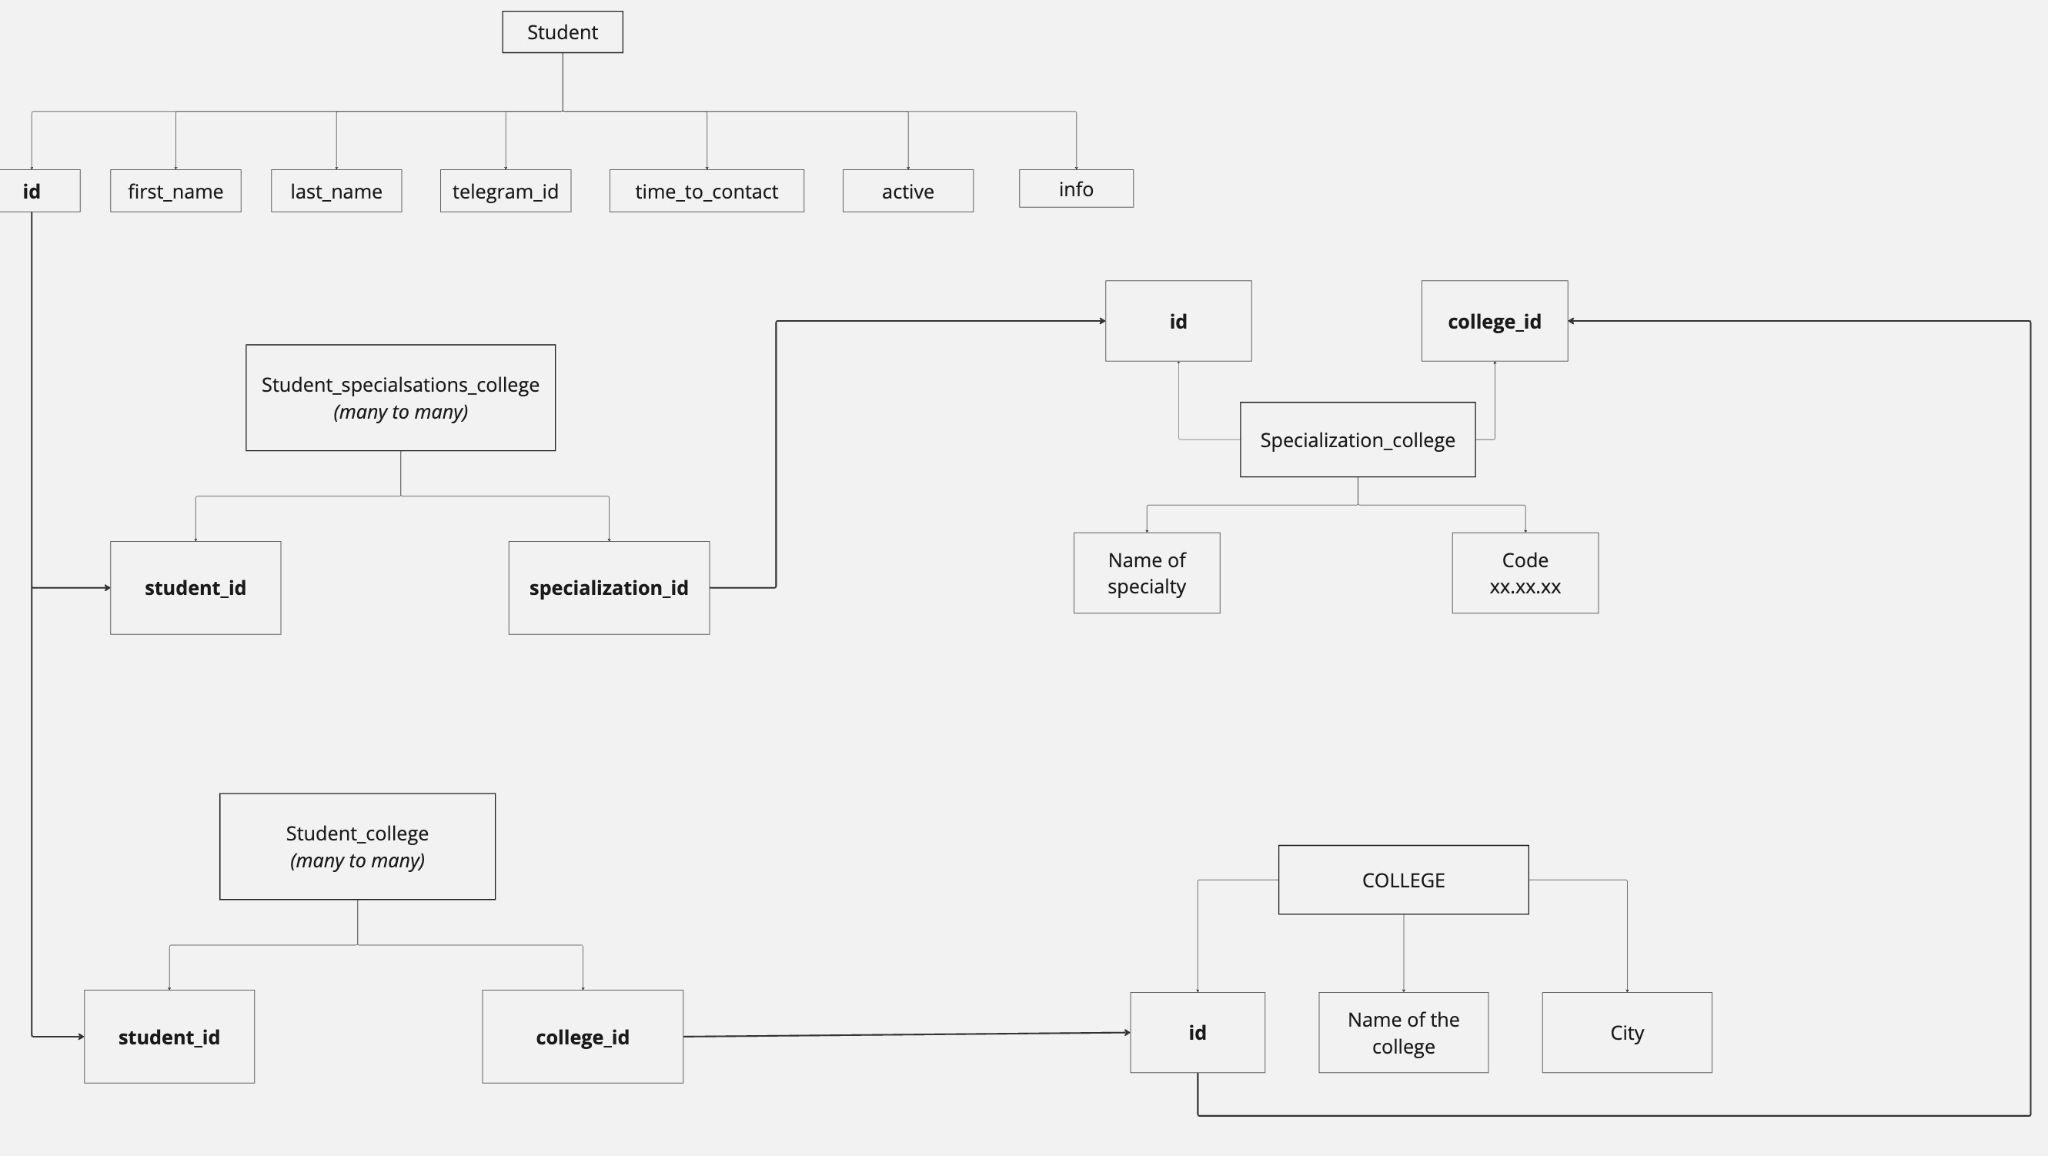 Student
id
first_name
last_name
telegram_id
time_to_contact
active
info
id
college_id
Student_specialsations_college
(many to many)
Specialization_college
student_id
specialization_id
Name of
specialty
Code
xx.xx.xx
Student_college
(many to many)
COLLEGE
student_id
college_id
id
Name of the
college
City